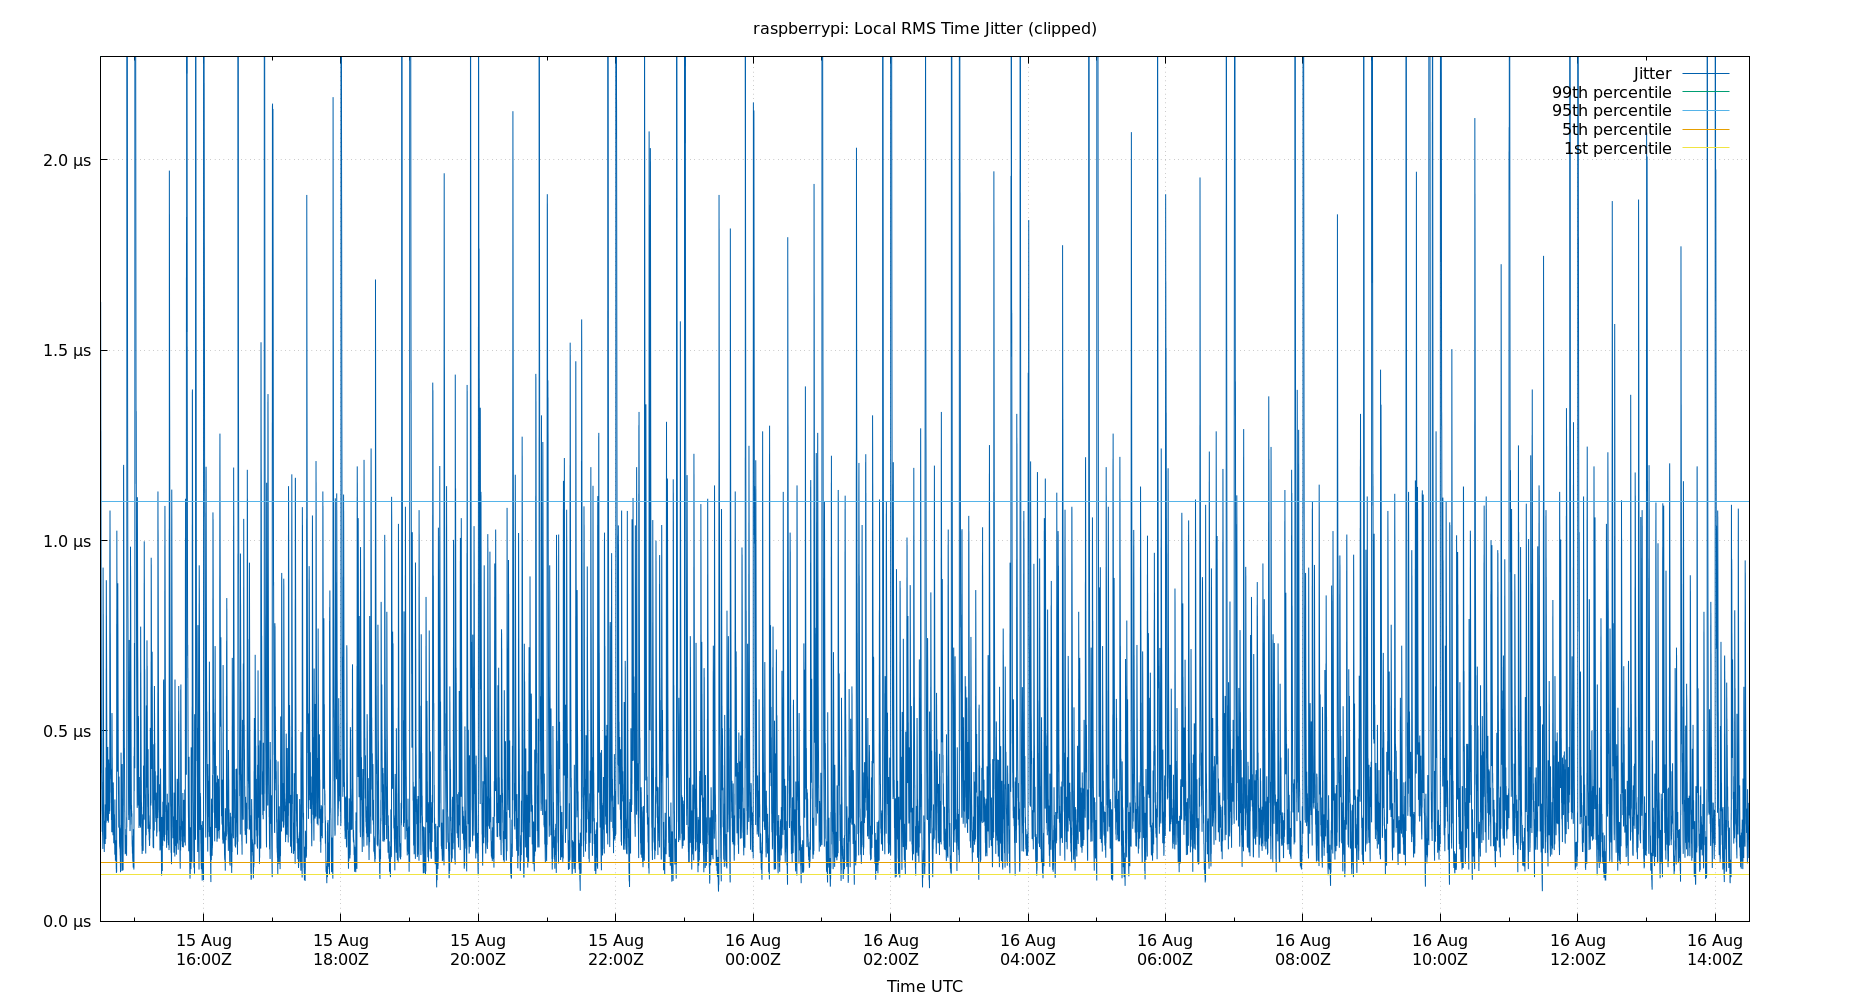 raspberrypi: Local RMS Time Jitter (clipped)
Jitter
99th percentile
95th percentile
5th percentile
1st percentile
2.0 µs
1.5 µs
1.0 µs
0.5 µs
0.0 µs
15 Aug 15 Aug 15 Aug 15 Aug 16 Aug 16 Aug 16 Aug 16 Aug 16 Aug 16 Aug 16 Aug 16 Aug
16:00Z 18:00Z 20:00Z 22:00Z 00:00Z 02:00Z 04:00Z 06:00Z 08:00Z 10:00Z 12:00Z 14:00Z
Time UTC